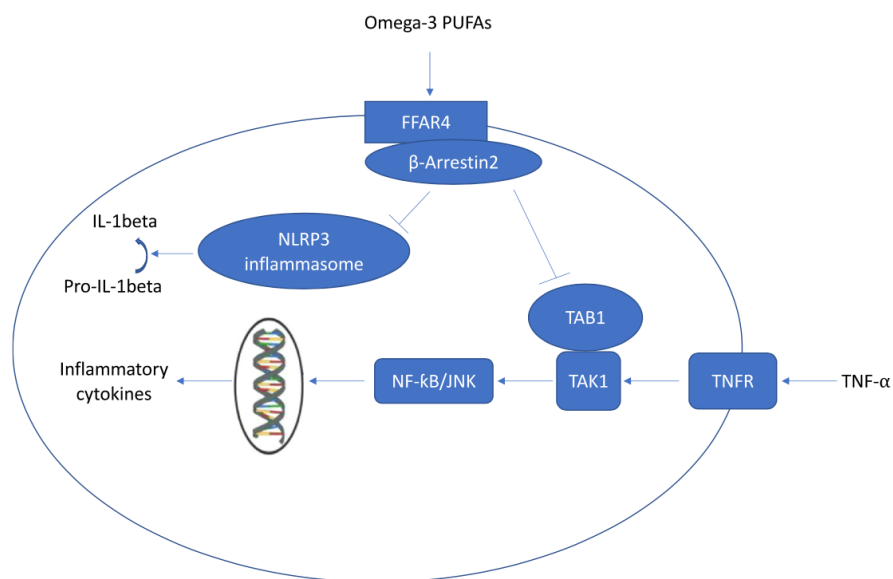 Omega-3 PUFAs
FFAR4
β-Arrestin2
IL-1beta
NLRP3
inflammasome
Pro-IL-1beta
TAB1
Inflammatory
cytokines
NF-ƙB/JNK
TAK1
TNFR
TNF-α